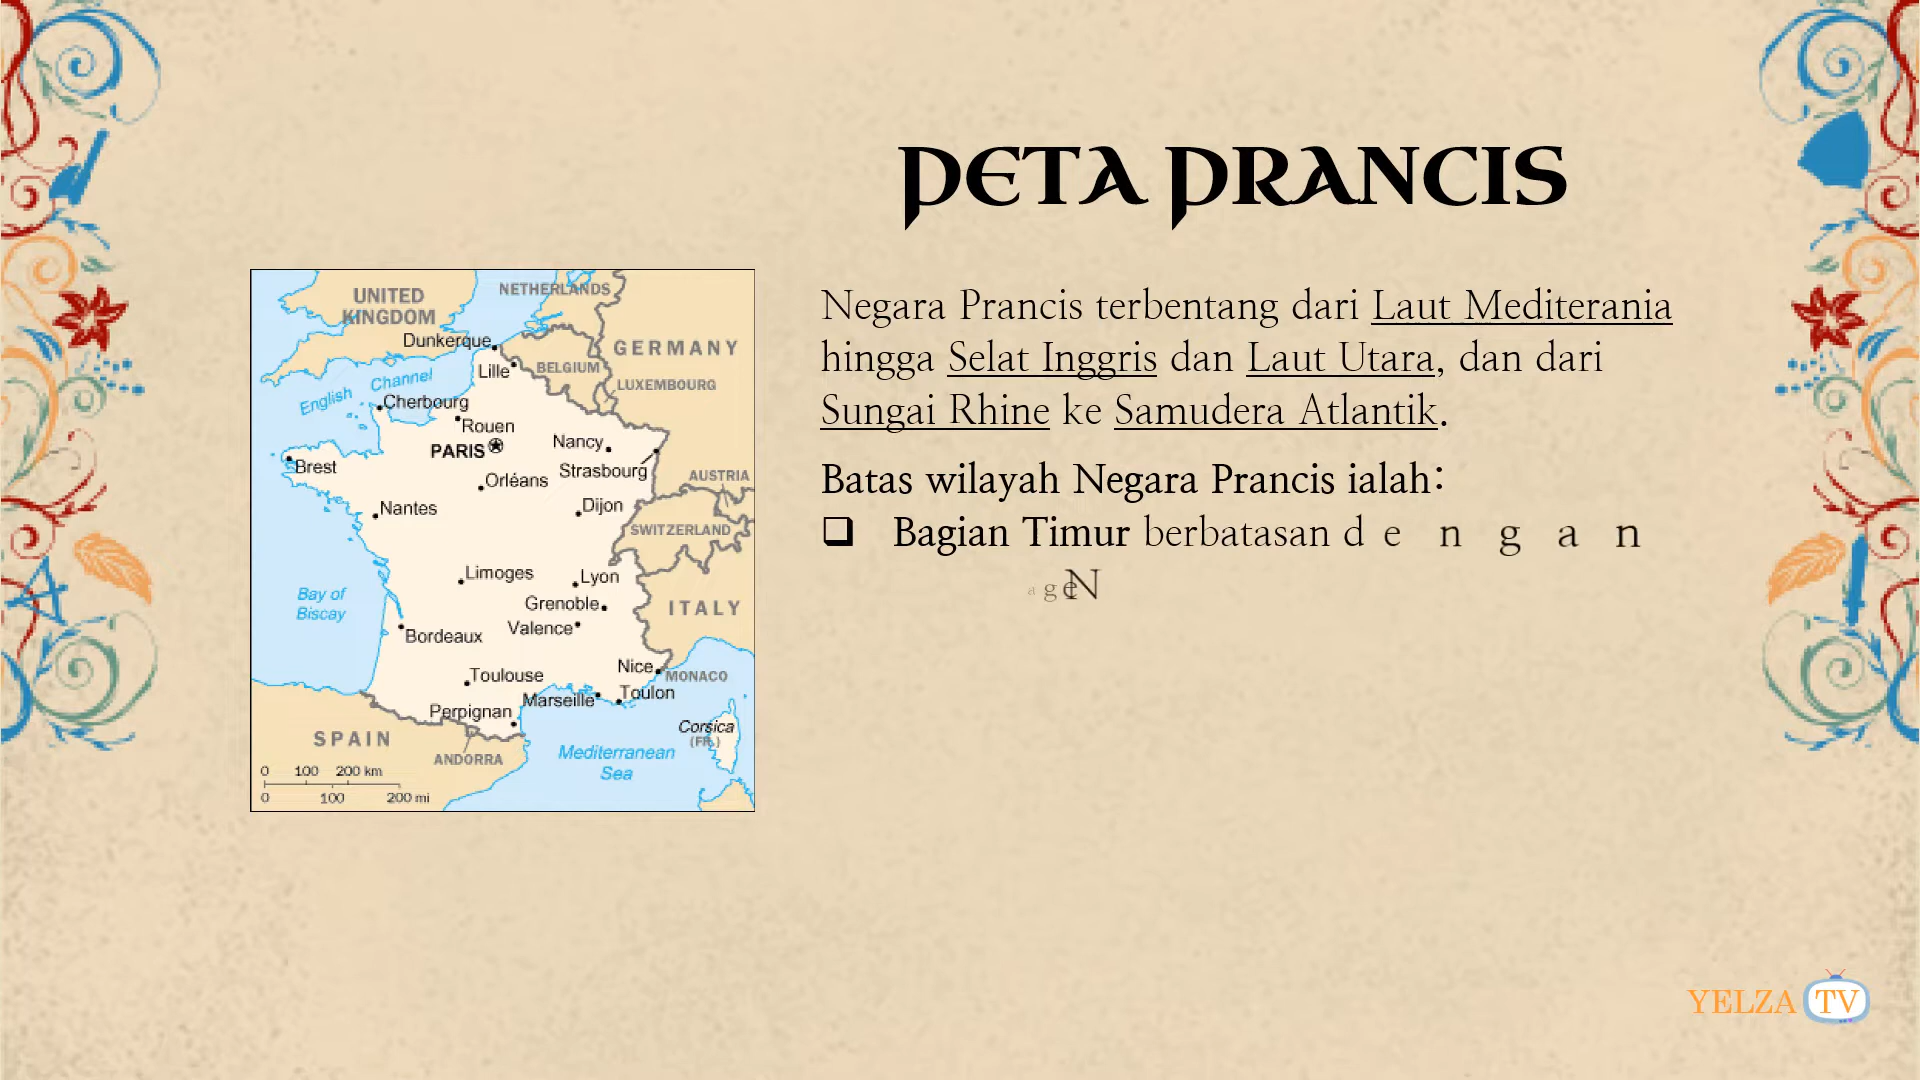 PETA PRANCIS
Negara Prancis terbentang dari Laut Mediterania
hingga Selat Inggris dan Laut Utara, dan dari
Sungai Rhine ke Samudera Atlantik.
Batas wilayah Negara Prancis ialah:
❑ Bagian Timur berbatasan dengan
UNITED
KINGDOM
NETHERLANDS
Dunkerque
GERMANY
Lille
BELGIUM
LUXEMBOURG
English Channel
Cherbourg
Rouen
PARIS
Nancy
Strasbourg
Brest
Orléans
AUSTRIA
Nantes
Dijon
SWITZERLAND
Limoges
Lyon
Bay of
Biscay
Grenoble
ITALY
Valence
Bordeaux
Nice
MONACO
Toulouse
Marseille
Toulon
Perpignan
Corsica
(FR.)
SPAIN
ANDORRA
Mediterranean
Sea
0 100 200 km
0 100 200 mi
YELZA TV